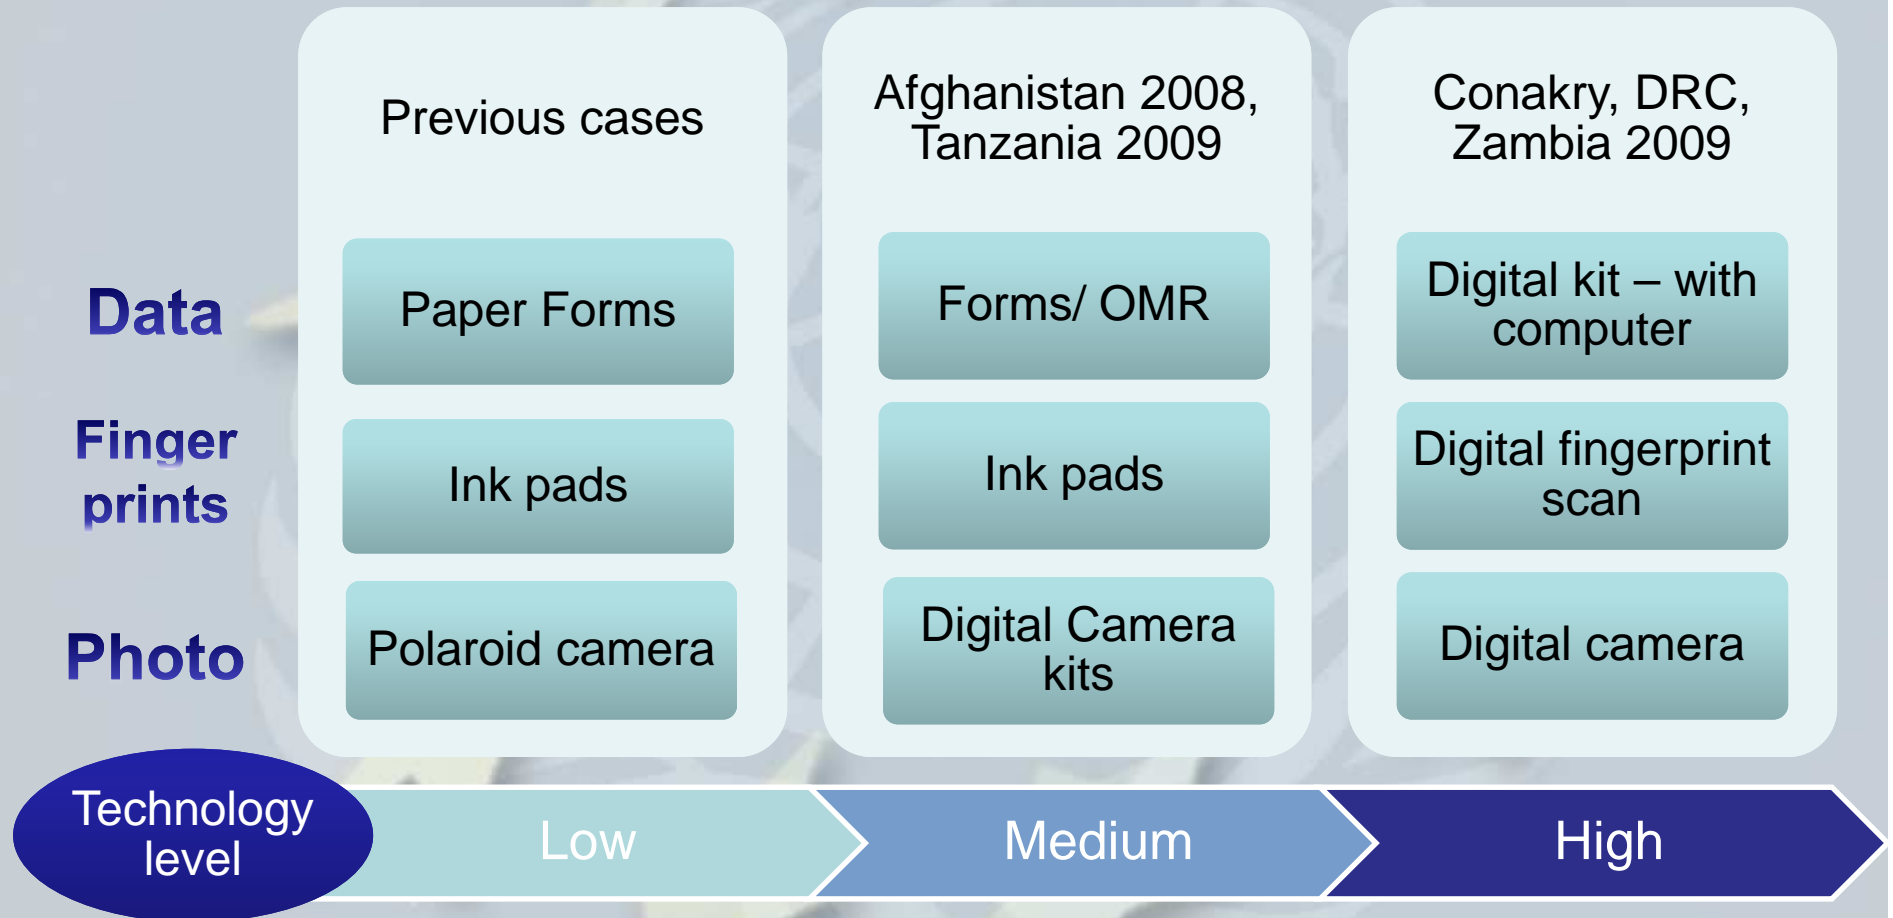 Previous cases
Afghanistan 2008,
Tanzania 2009
Conakry, DRC,
Zambia 2009
Data
Paper Forms
Forms/ OMR
Digital kit – with
computer
Finger
prints
Ink pads
Ink pads
Digital fingerprint
scan
Photo
Polaroid camera
Digital Camera
kits
Digital camera
Technology
level
Low
Medium
High